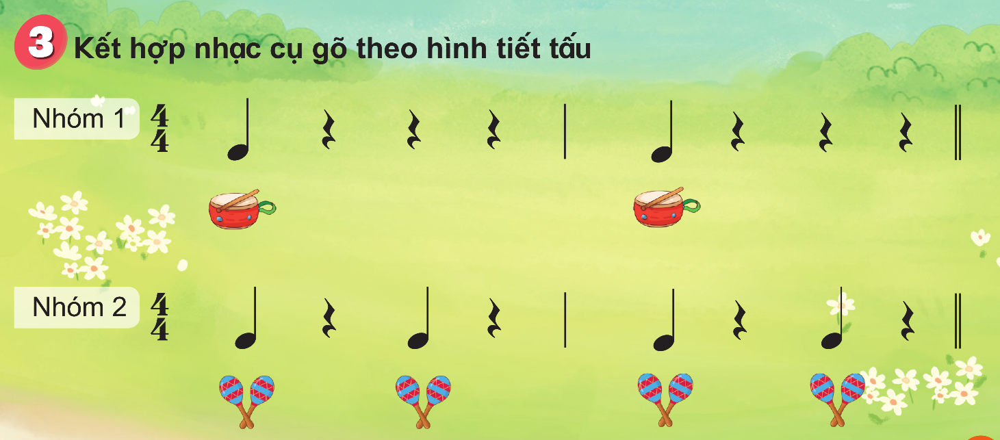 3 Kết hợp nhạc cụ gõ theo hình tiết tấu
Nhóm 1 4 4
Nhóm 2 4 4